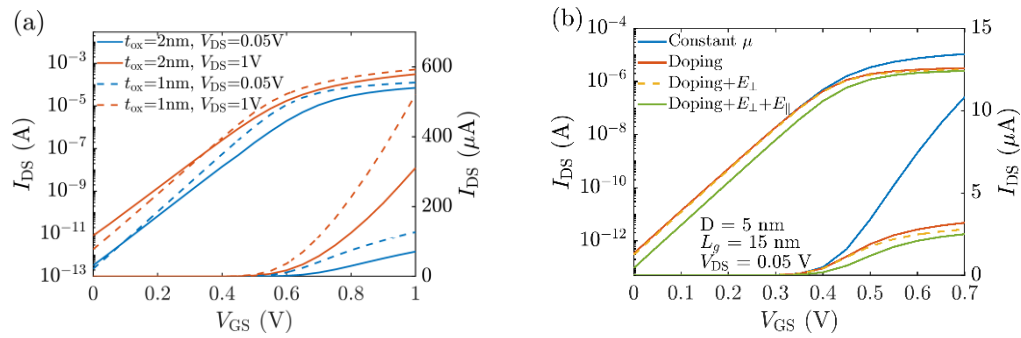 (a)
t_ox=2nm, V_DS=0.05V
t_ox=2nm, V_DS=1V
t_ox=1nm, V_DS=0.05V
t_ox=1nm, V_DS=1V
10^-3
10^-5
10^-7
10^-9
10^-11
10^-13
I_DS (A)
600
400
200
0
I_DS (μA)
0 0.2 0.4 0.6 0.8 1
V_GS (V)
(b)
Constant μ
Doping
Doping+E_⊥
Doping+E_⊥+E_∥
10^-4
10^-6
10^-8
10^-10
10^-12
I_DS (A)
15
10
5
0
I_DS (μA)
D = 5 nm
L_g = 15 nm
V_DS = 0.05 V
0 0.1 0.2 0.3 0.4 0.5 0.6 0.7
V_GS (V)